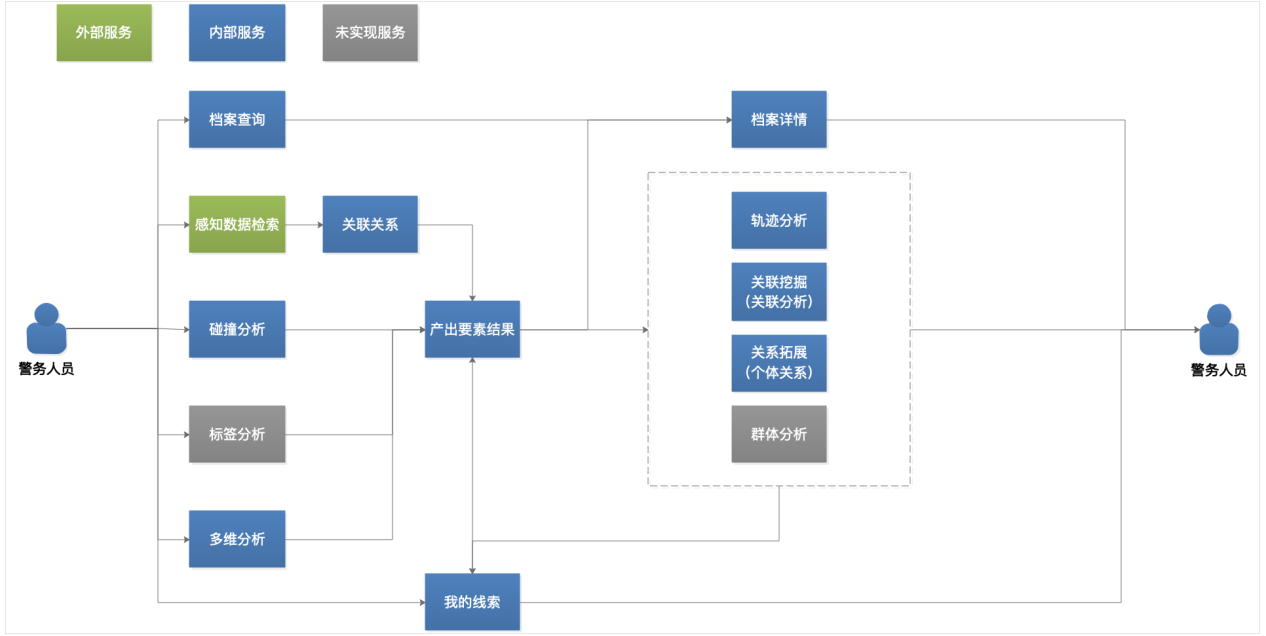 外部服务
内部服务
未实现服务
档案查询
档案详情
感知数据检索
关联关系
轨迹分析
关联挖掘
（关联分析）
碰撞分析
产出要素结果
关系拓展
（个体关系）
警务人员
警务人员
标签分析
群体分析
多维分析
我的线索